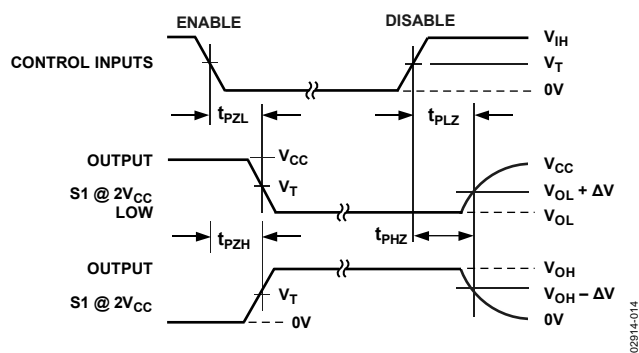 ENABLE
DISABLE
CONTROL INPUTS
V_IH
V_T
0V
t_PZL
t_PLZ
OUTPUT
V_CC
V_CC
S1 @ 2V_CC
LOW
V_T
V_OL + ΔV
V_OL
t_PZH
t_PHZ
OUTPUT
V_OH
S1 @ 2V_CC
V_T
V_OH – ΔV
0V
0V
02914-014